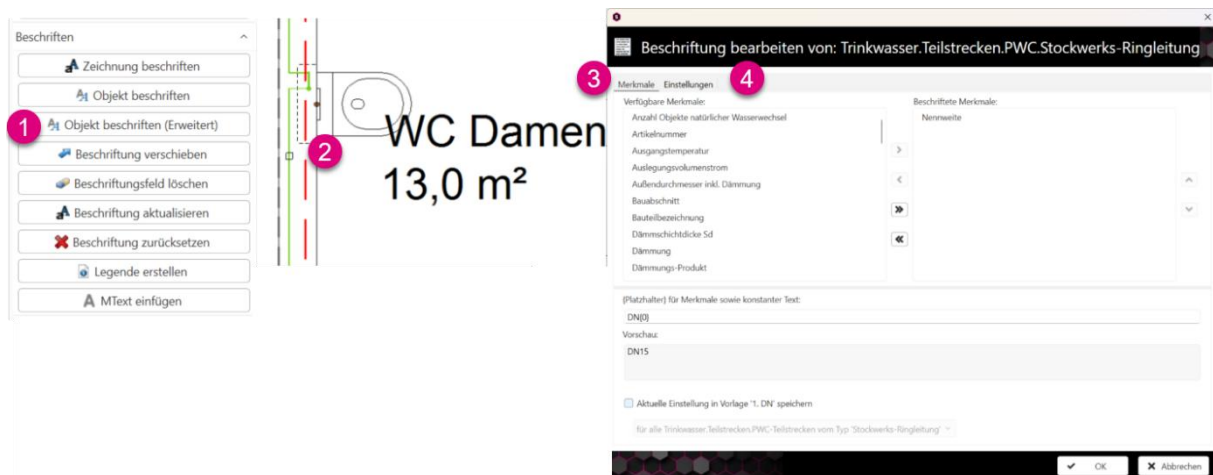 Beschriften
Zeichnung beschriften
Objekt beschriften
1 Objekt beschriften (Erweitert)
Beschriftung verschieben
Beschriftungsfeld löschen
Beschriftung aktualisieren
Beschriftung zurücksetzen
Legende erstellen
MText einfügen
2
WC Damen
13,0 m²
Beschriftung bearbeiten von: Trinkwasser.Teilstrecken.PWC.Stockwerks-Ringleitung
3 4
Merkmale Einstellungen
Verfügbare Merkmale:
Anzahl Objekte natürlicher Wasserwechsel
Artikelnummer
Ausgangstemperatur
Auslegungsvolumenstrom
Außendurchmesser inkl. Dämmung
Bauabschnitt
Bauteilbezeichnung
Dämmschichtdicke Sd
Dämmung
Dämmungs-Produkt
Beschriftete Merkmale:
Nennweite
{Platzhalter} für Merkmale sowie konstanter Text:
DN{0}
Vorschau:
DN15
Aktuelle Einstellung in Vorlage '1. DN' speichern
für alle Trinkwasser.Teilstrecken.PWC-Teilstrecken vom Typ 'Stockwerks-Ringleitung'
OK Abbrechen